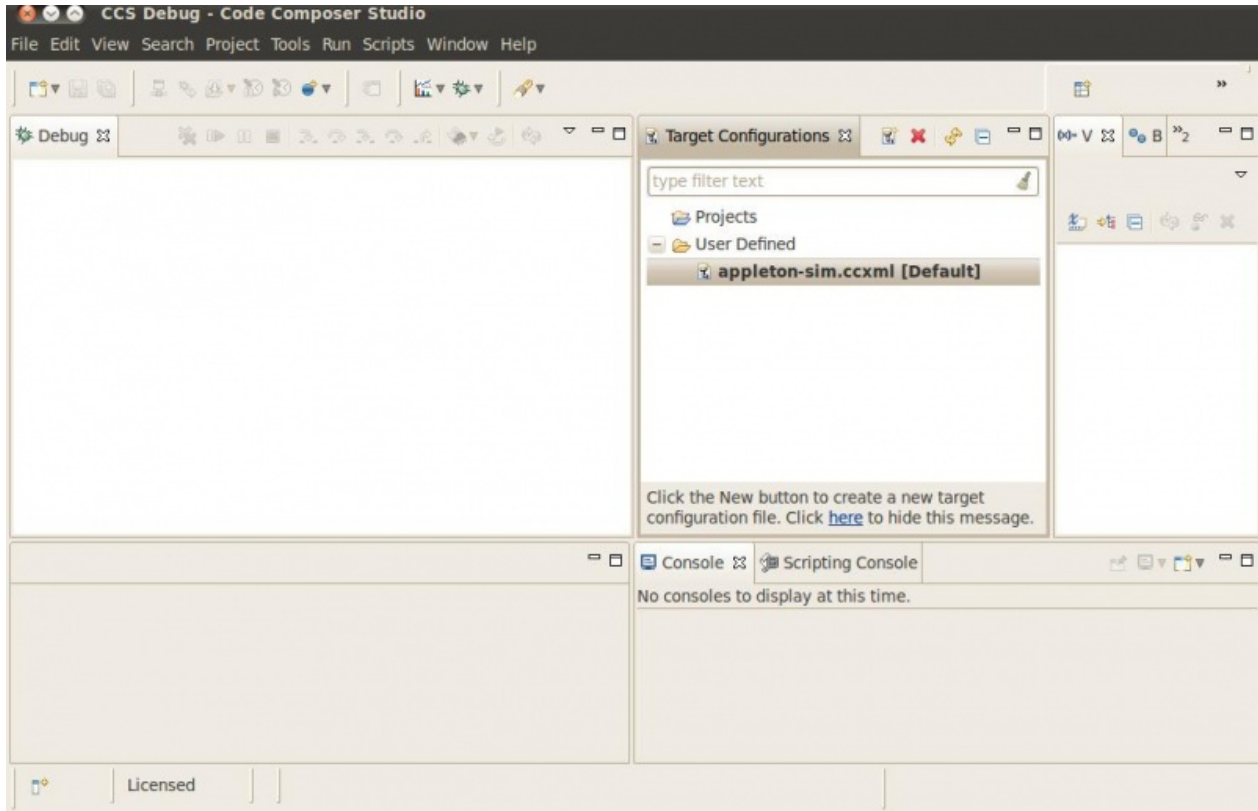 CCS Debug - Code Composer Studio
File Edit View Search Project Tools Run Scripts Window Help
Debug
Target Configurations
(x)= V
B
»2
type filter text
Projects
User Defined
appleton-sim.ccxml [Default]
Click the New button to create a new target
configuration file. Click here to hide this message.
Console
Scripting Console
No consoles to display at this time.
Licensed